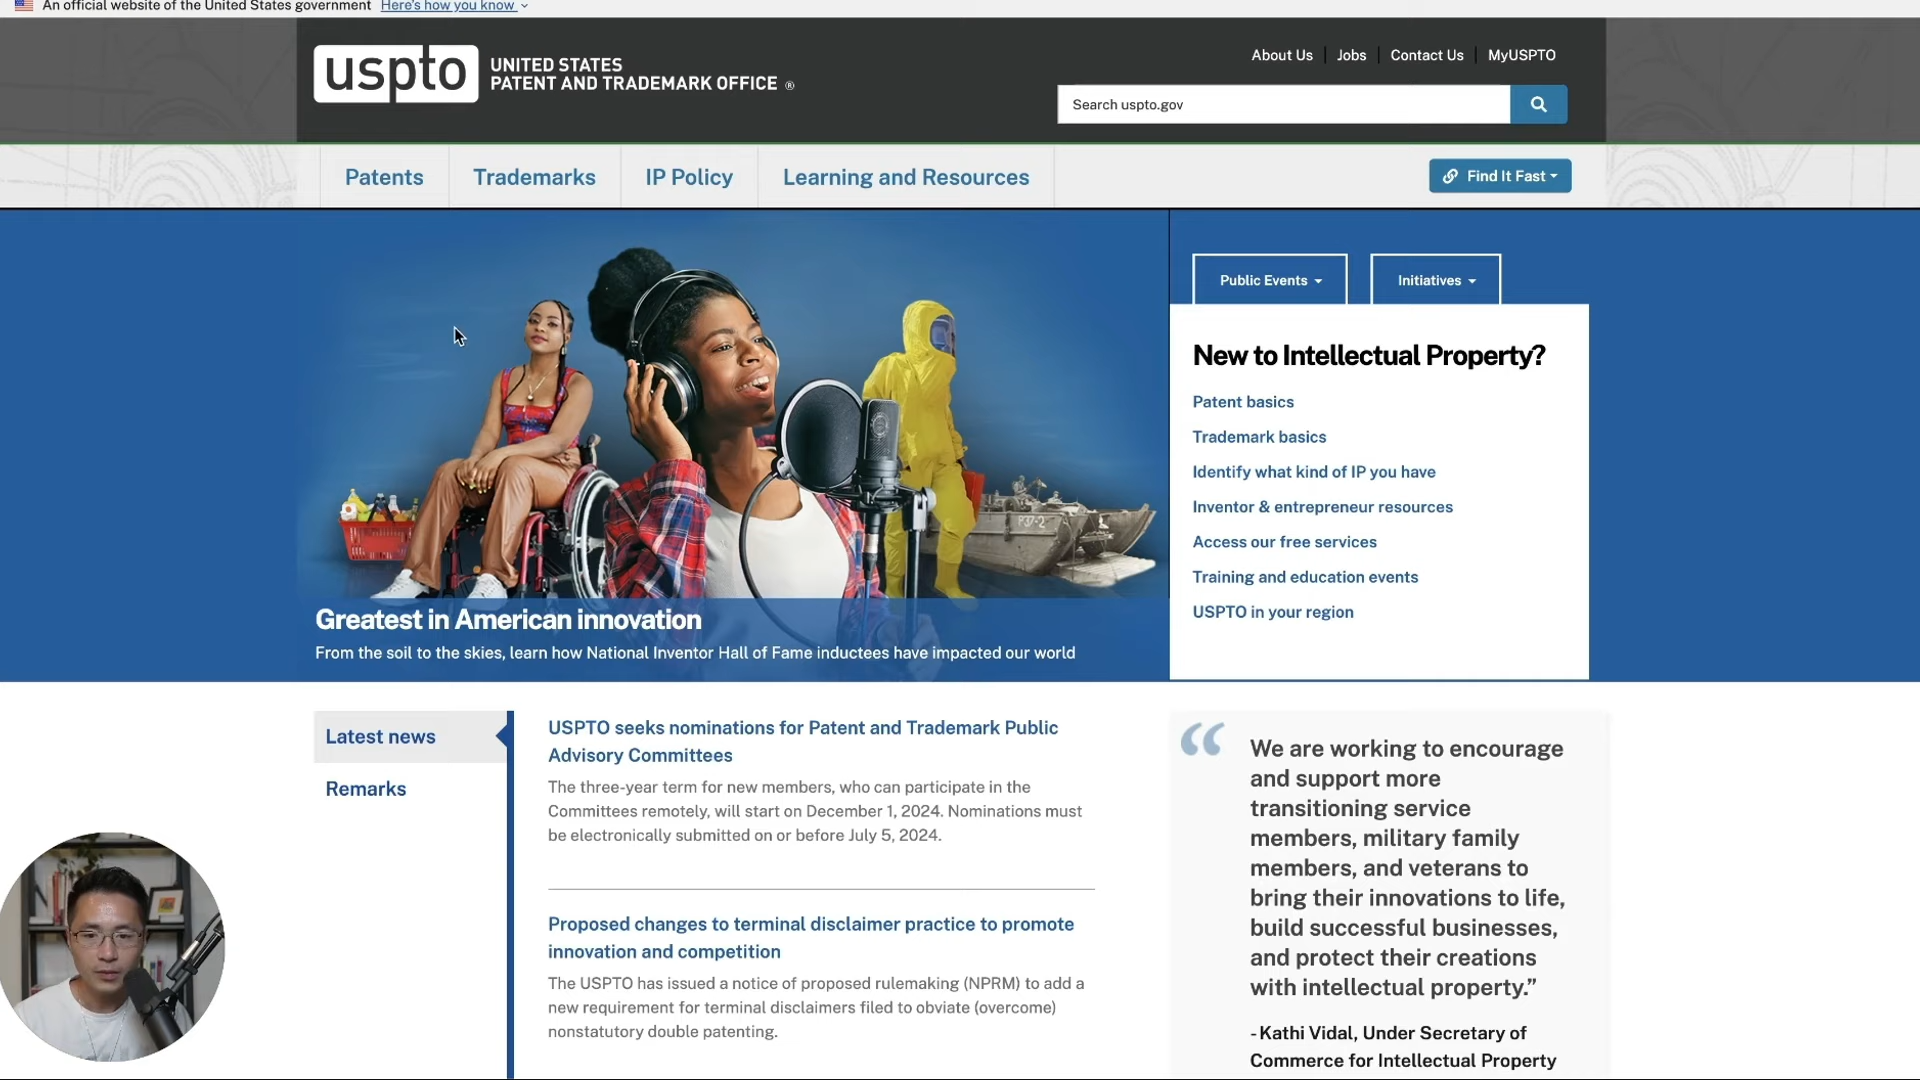 An official website of the United States government Here's how you know
uspto UNITED STATES
PATENT AND TRADEMARK OFFICE ®
About Us Jobs Contact Us MyUSPTO
Search uspto.gov
Patents Trademarks IP Policy Learning and Resources Find It Fast
Public Events Initiatives
New to Intellectual Property?
Patent basics
Trademark basics
Identify what kind of IP you have
Inventor & entrepreneur resources
Access our free services
Training and education events
USPTO in your region
P37-2
Greatest in American innovation
From the soil to the skies, learn how National Inventor Hall of Fame inductees have impacted our world
Latest news
Remarks
USPTO seeks nominations for Patent and Trademark Public
Advisory Committees
The three-year term for new members, who can participate in the
Committees remotely, will start on December 1, 2024. Nominations must
be electronically submitted on or before July 5, 2024.
Proposed changes to terminal disclaimer practice to promote
innovation and competition
The USPTO has issued a notice of proposed rulemaking (NPRM) to add a
new requirement for terminal disclaimers filed to obviate (overcome)
nonstatutory double patenting.
“
We are working to encourage
and support more
transitioning service
members, military family
members, and veterans to
bring their innovations to life,
build successful businesses,
and protect their creations
with intellectual property.”
- Kathi Vidal, Under Secretary of
Commerce for Intellectual Property